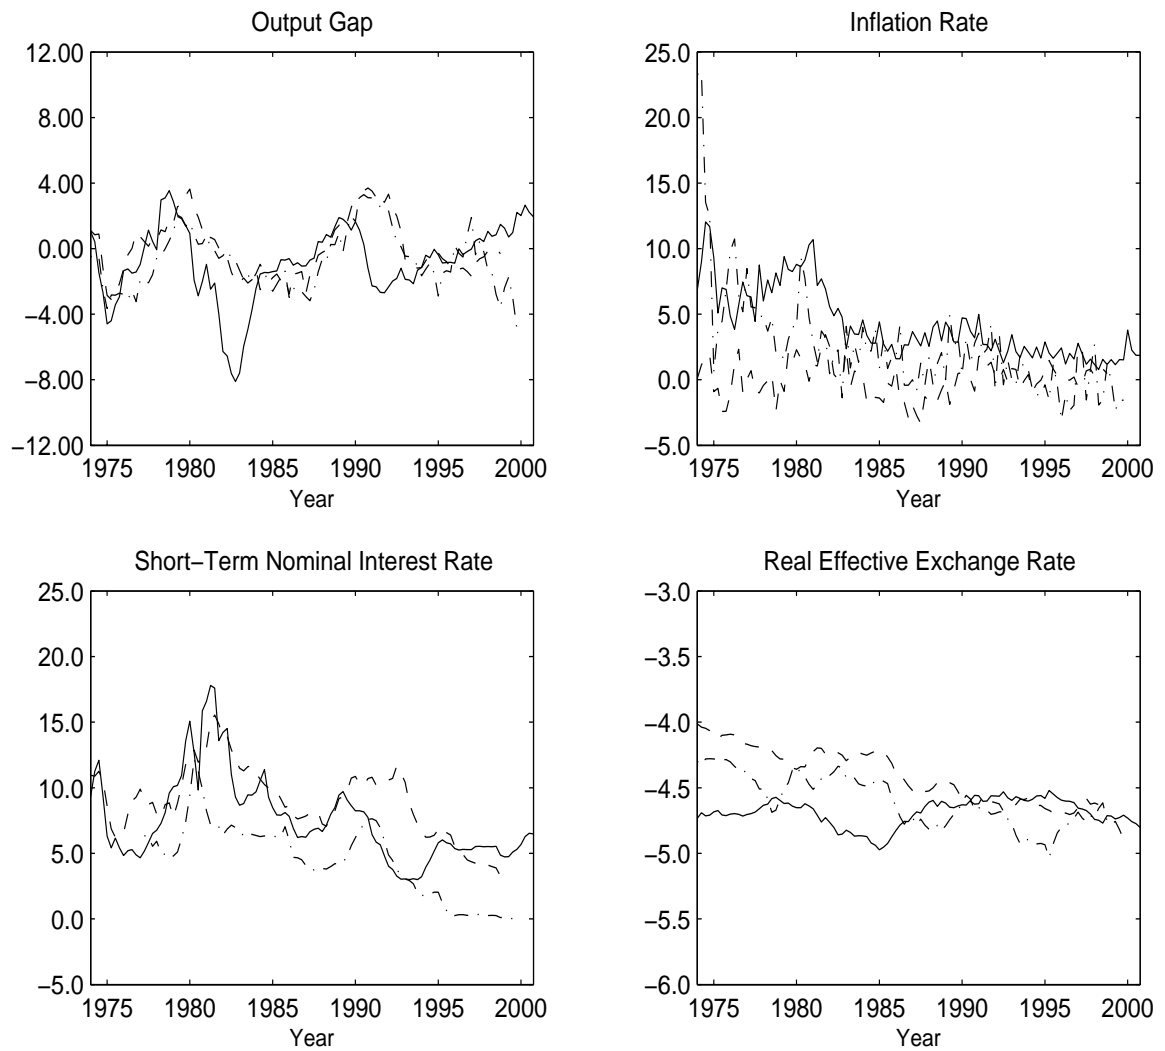 Output Gap
12.00
8.00
4.00
0.00
−4.00
−8.00
−12.00
1975 1980 1985 1990 1995 2000
Year
Inflation Rate
25.0
20.0
15.0
10.0
5.0
0.0
−5.0
1975 1980 1985 1990 1995 2000
Year
Short−Term Nominal Interest Rate
25.0
20.0
15.0
10.0
5.0
0.0
−5.0
1975 1980 1985 1990 1995 2000
Year
Real Effective Exchange Rate
−3.0
−3.5
−4.0
−4.5
−5.0
−5.5
−6.0
1975 1980 1985 1990 1995 2000
Year